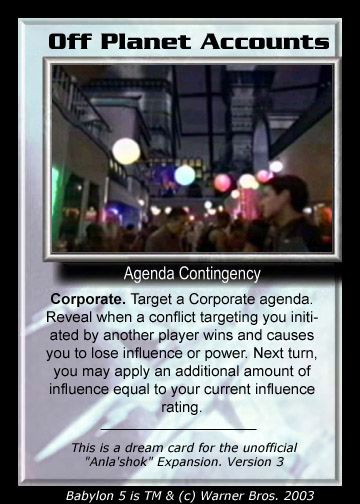 Off Planet Accounts
Agenda Contingency
Corporate. Target a Corporate agenda.
Reveal when a conflict targeting you initi-
ated by another player wins and causes
you to lose influence or power. Next turn,
you may apply an additional amount of
influence equal to your current influence
rating.
This is a dream card for the unofficial
"Anla'shok" Expansion. Version 3
Babylon 5 is TM & (c) Warner Bros. 2003